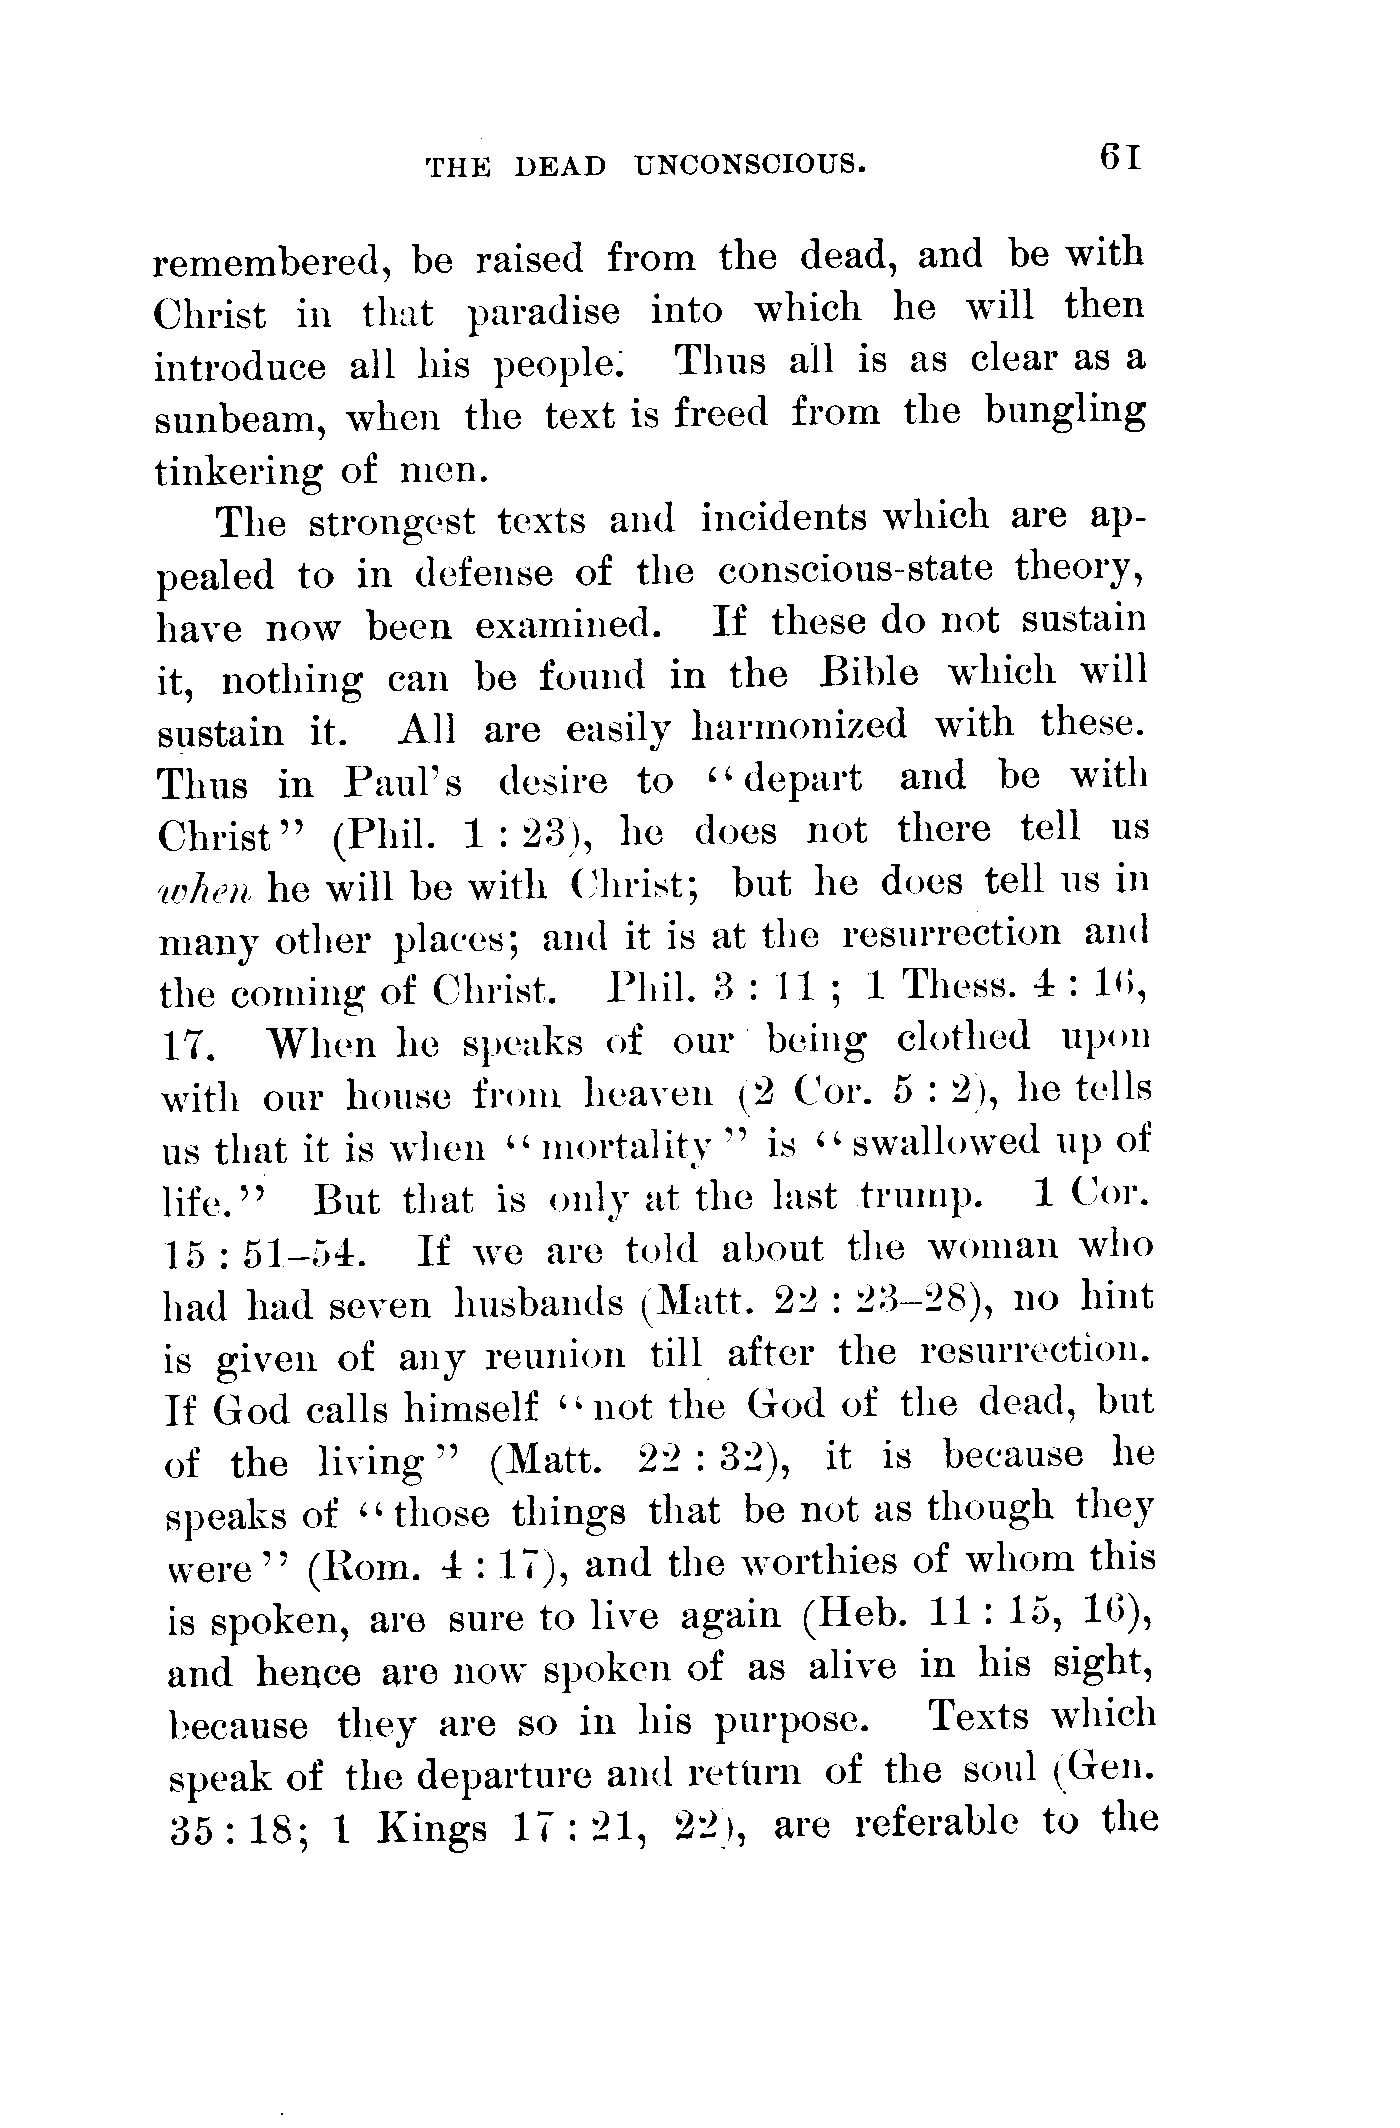 THE DEAD UNCONSCIOUS. 61
remembered, be raised from the dead, and be with
Christ in that paradise into which he will then
introduce all his people. Thus all is as clear as a
sunbeam, when the text is freed from the bungling
tinkering of men.
The strongest texts and incidents which are ap-
pealed to in defense of the conscious-state theory,
have now been examined. If these do not sustain
it, nothing can be found in the Bible which will
sustain it. All are easily harmonized with these.
Thus in Paul's desire to "depart and be with
Christ" (Phil. 1 : 23), he does not there tell us
when he will be with Christ; but he does tell us in
many other places; and it is at the resurrection and
the coming of Christ. Phil. 3 : 11 ; 1 Thess. 4 : 16,
17. When he speaks of our being clothed upon
with our house from heaven (2 Cor. 5 : 2), he tells
us that it is when "mortality" is "swallowed up of
life." But that is only at the last trump. 1 Cor.
15 : 51–54. If we are told about the woman who
had had seven husbands (Matt. 22 : 23–28), no hint
is given of any reunion till after the resurrection.
If God calls himself "not the God of the dead, but
of the living" (Matt. 22 : 32), it is because he
speaks of "those things that be not as though they
were" (Rom. 4 : 17), and the worthies of whom this
is spoken, are sure to live again (Heb. 11 : 15, 16),
and hence are now spoken of as alive in his sight,
because they are so in his purpose. Texts which
speak of the departure and return of the soul (Gen.
35 : 18; 1 Kings 17 : 21, 22), are referable to the